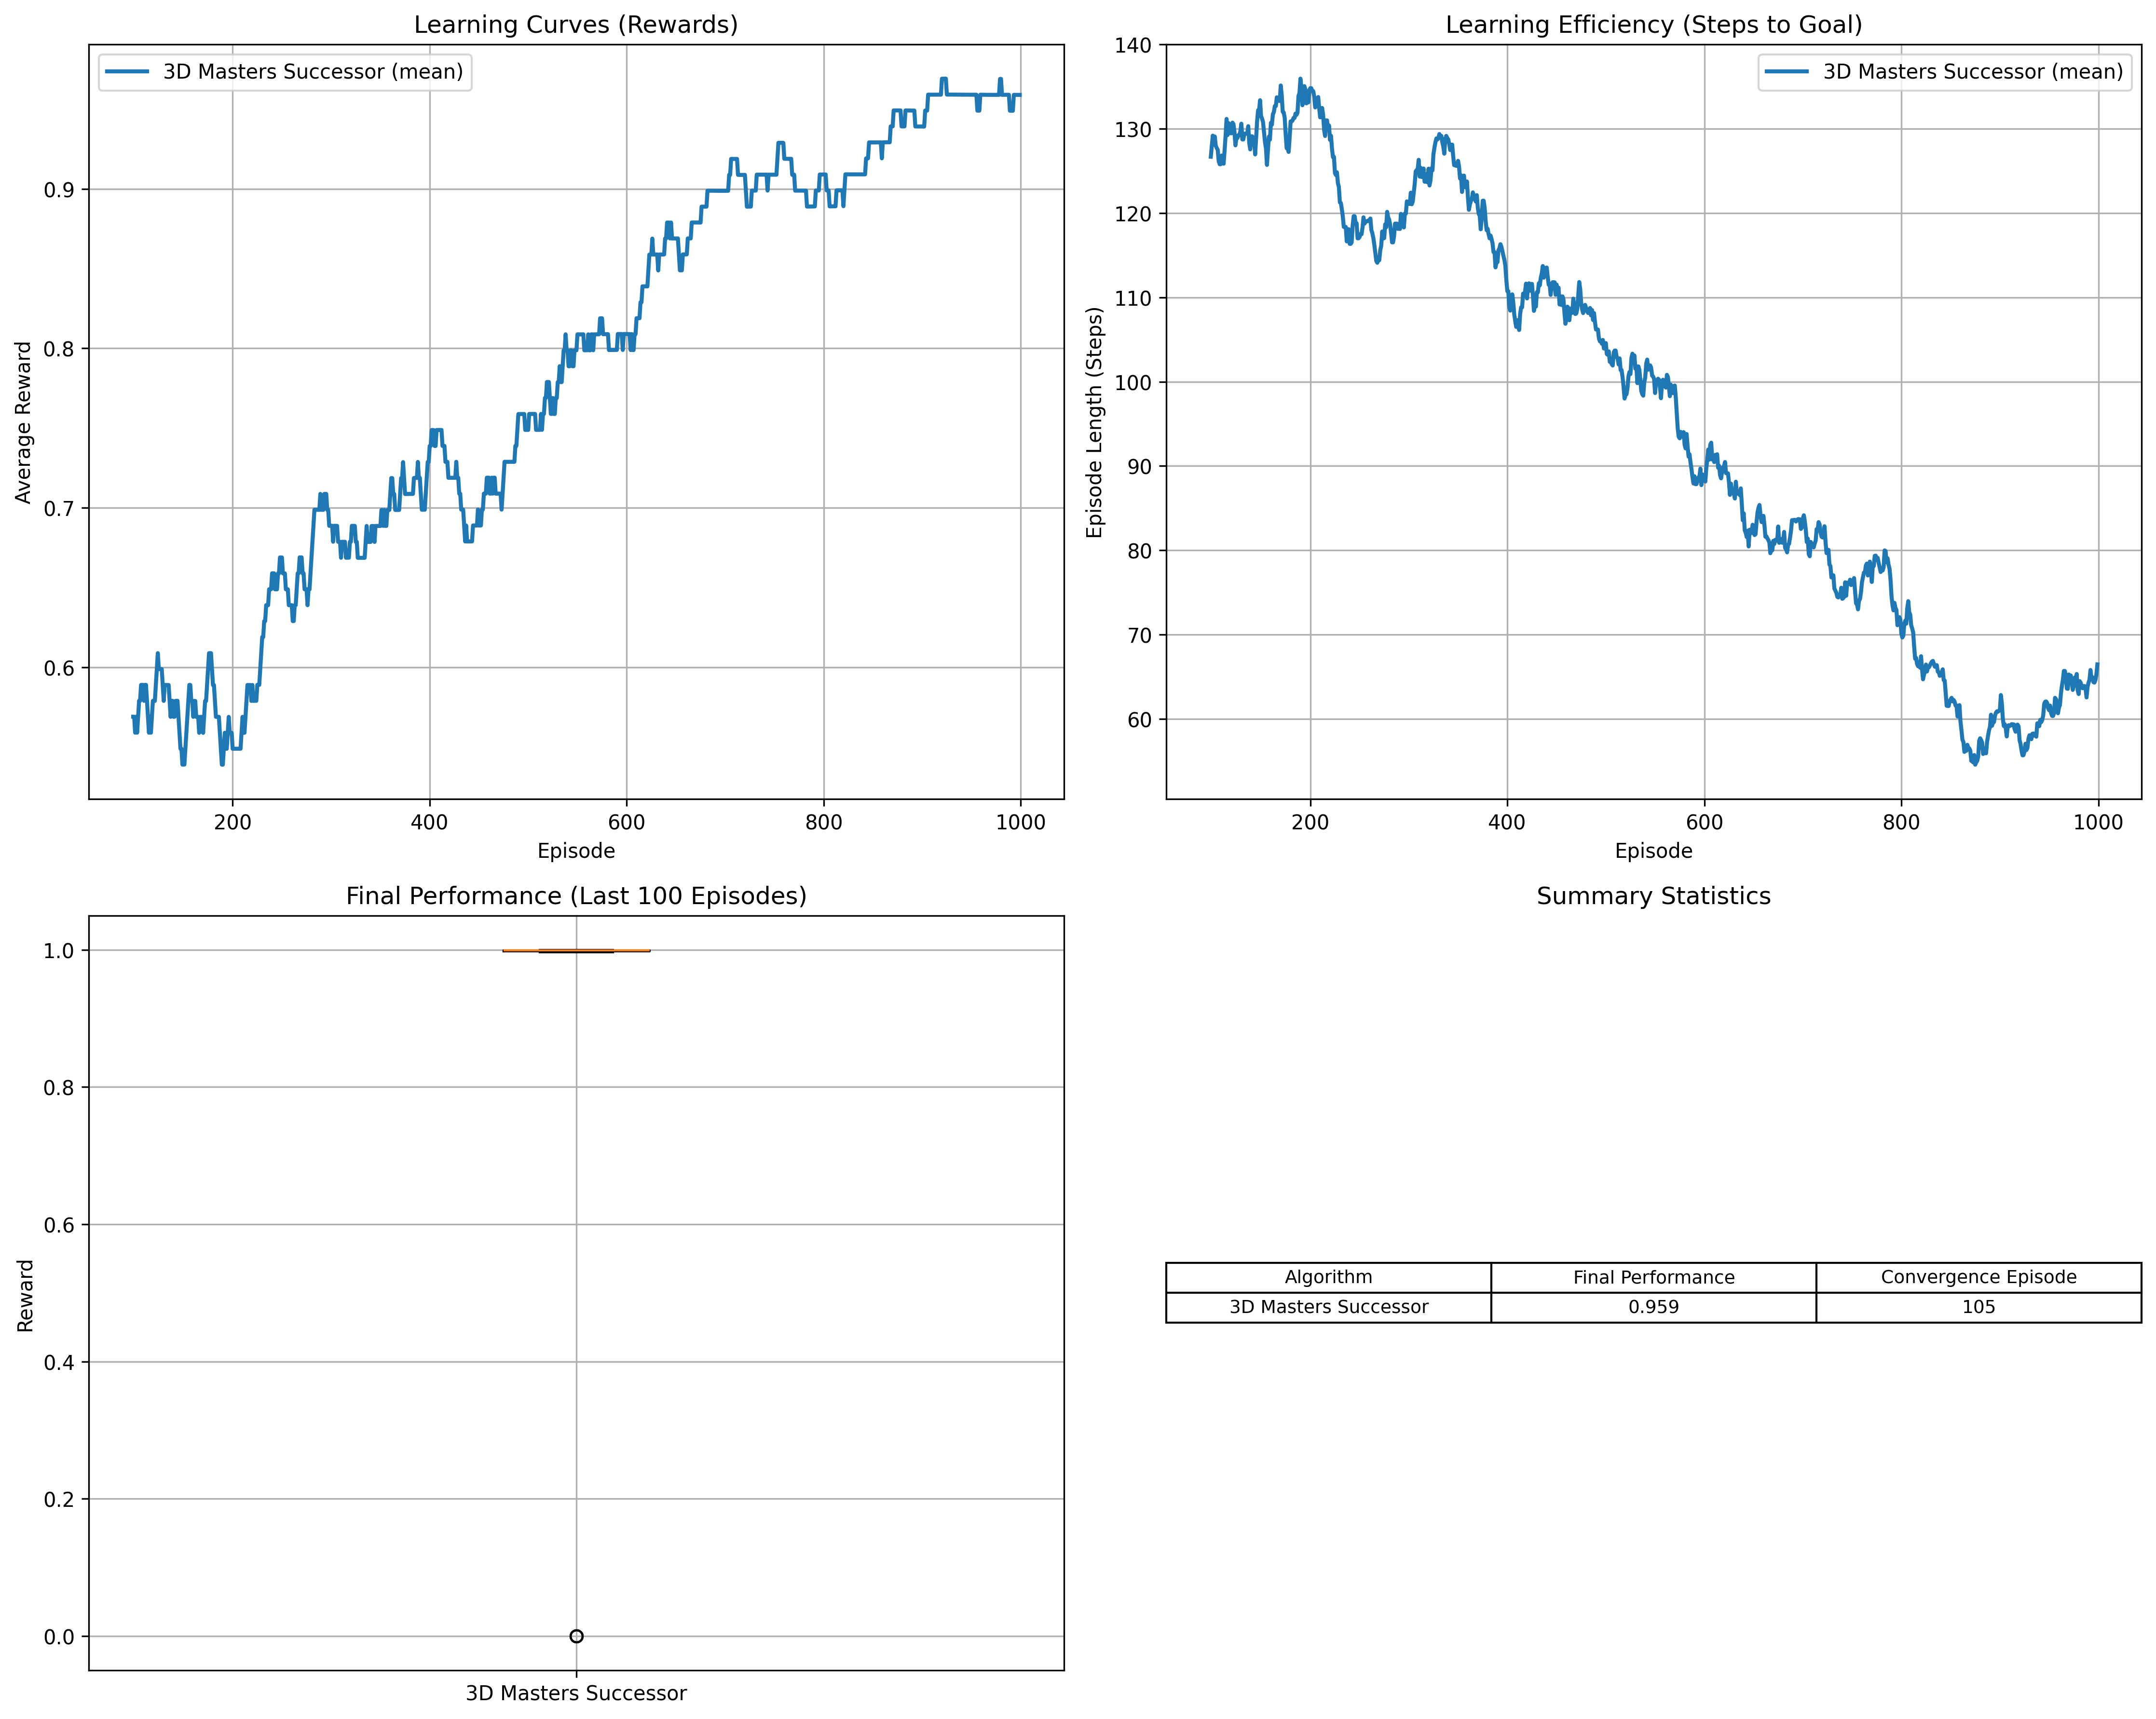 Learning Curves (Rewards)
3D Masters Successor (mean)
Average Reward
0.9
0.8
0.7
0.6
200 400 600 800 1000
Episode
Learning Efficiency (Steps to Goal)
3D Masters Successor (mean)
Episode Length (Steps)
140
130
120
110
100
90
80
70
60
200 400 600 800 1000
Episode
Final Performance (Last 100 Episodes)
Reward
1.0
0.8
0.6
0.4
0.2
0.0
3D Masters Successor
Summary Statistics
Algorithm Final Performance Convergence Episode
3D Masters Successor 0.959 105